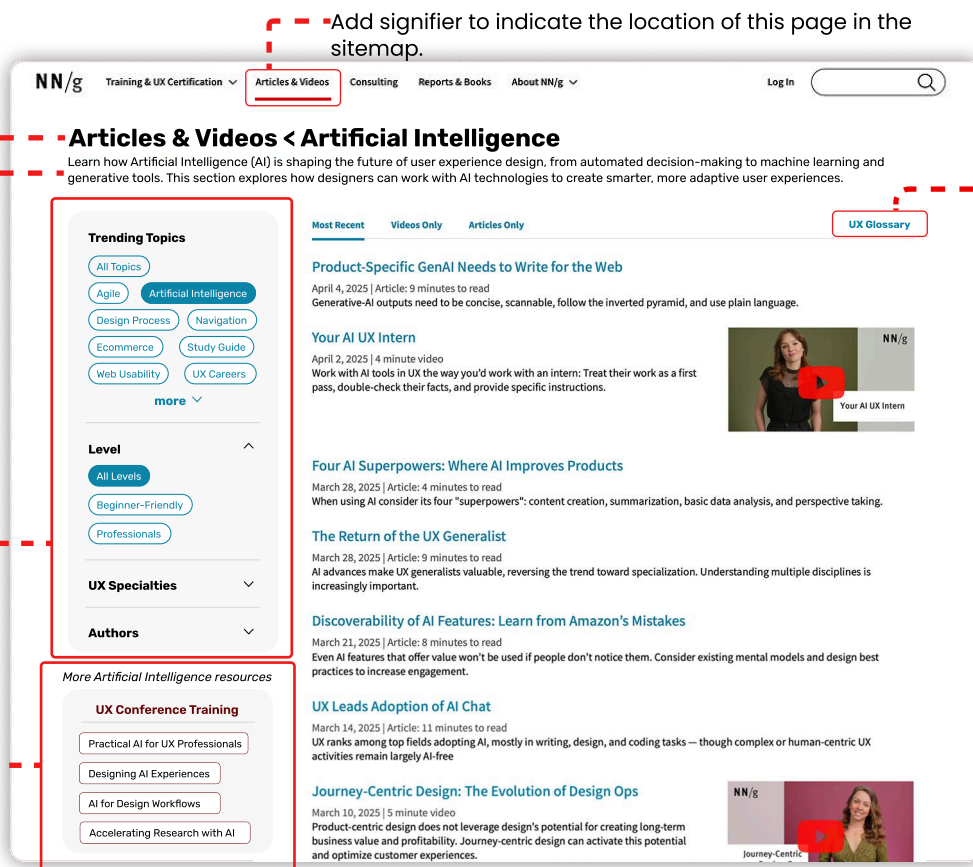 Add signifier to indicate the location of this page in the
sitemap.
NN/g
Training & UX Certification
Articles & Videos
Consulting
Reports & Books
About NN/g
Log In
Articles & Videos < Artificial Intelligence
Learn how Artificial Intelligence (AI) is shaping the future of user experience design, from automated decision-making to machine learning and
generative tools. This section explores how designers can work with AI technologies to create smarter, more adaptive user experiences.
Trending Topics
All Topics
Agile
Artificial Intelligence
Design Process
Navigation
Ecommerce
Study Guide
Web Usability
UX Careers
more
Level
All Levels
Beginner-Friendly
Professionals
UX Specialties
Authors
More Artificial Intelligence resources
UX Conference Training
Practical AI for UX Professionals
Designing AI Experiences
AI for Design Workflows
Accelerating Research with AI
Most Recent
Videos Only
Articles Only
UX Glossary
Product-Specific GenAI Needs to Write for the Web
April 4, 2025 | Article: 9 minutes to read
Generative-AI outputs need to be concise, scannable, follow the inverted pyramid, and use plain language.
Your AI UX Intern
April 2, 2025 | 4 minute video
Work with AI tools in UX the way you'd work with an intern: Treat their work as a first
pass, double-check their facts, and provide specific instructions.
NN/g
Your AI UX Intern
Four AI Superpowers: Where AI Improves Products
March 28, 2025 | Article: 4 minutes to read
When using AI consider its four "superpowers": content creation, summarization, basic data analysis, and perspective taking.
The Return of the UX Generalist
March 28, 2025 | Article: 9 minutes to read
AI advances make UX generalists valuable, reversing the trend toward specialization. Understanding multiple disciplines is
increasingly important.
Discoverability of AI Features: Learn from Amazon's Mistakes
March 21, 2025 | Article: 8 minutes to read
Even AI features that offer value won't be used if people don't notice them. Consider existing mental models and design best
practices to increase engagement.
UX Leads Adoption of AI Chat
March 14, 2025 | Article: 11 minutes to read
UX ranks among top fields adopting AI, mostly in writing, design, and coding tasks — though complex or human-centric UX
activities remain largely AI-free
Journey-Centric Design: The Evolution of Design Ops
March 10, 2025 | 5 minute video
Product-centric design does not leverage design's potential for creating long-term
business value and profitability. Journey-centric design can activate this potential
and optimize customer experiences.
NN/g
Journey-Centric